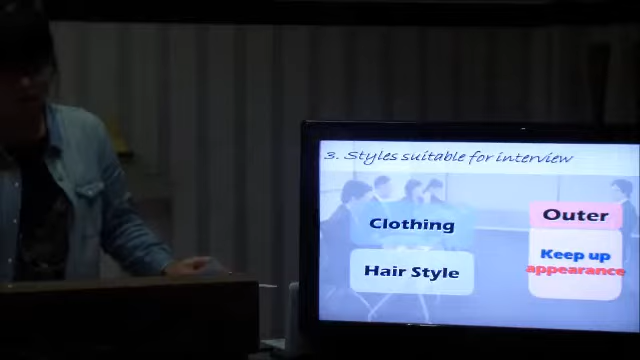 3. Styles suitable for interview
Clothing
Hair Style
Outer
Keep up
appearance